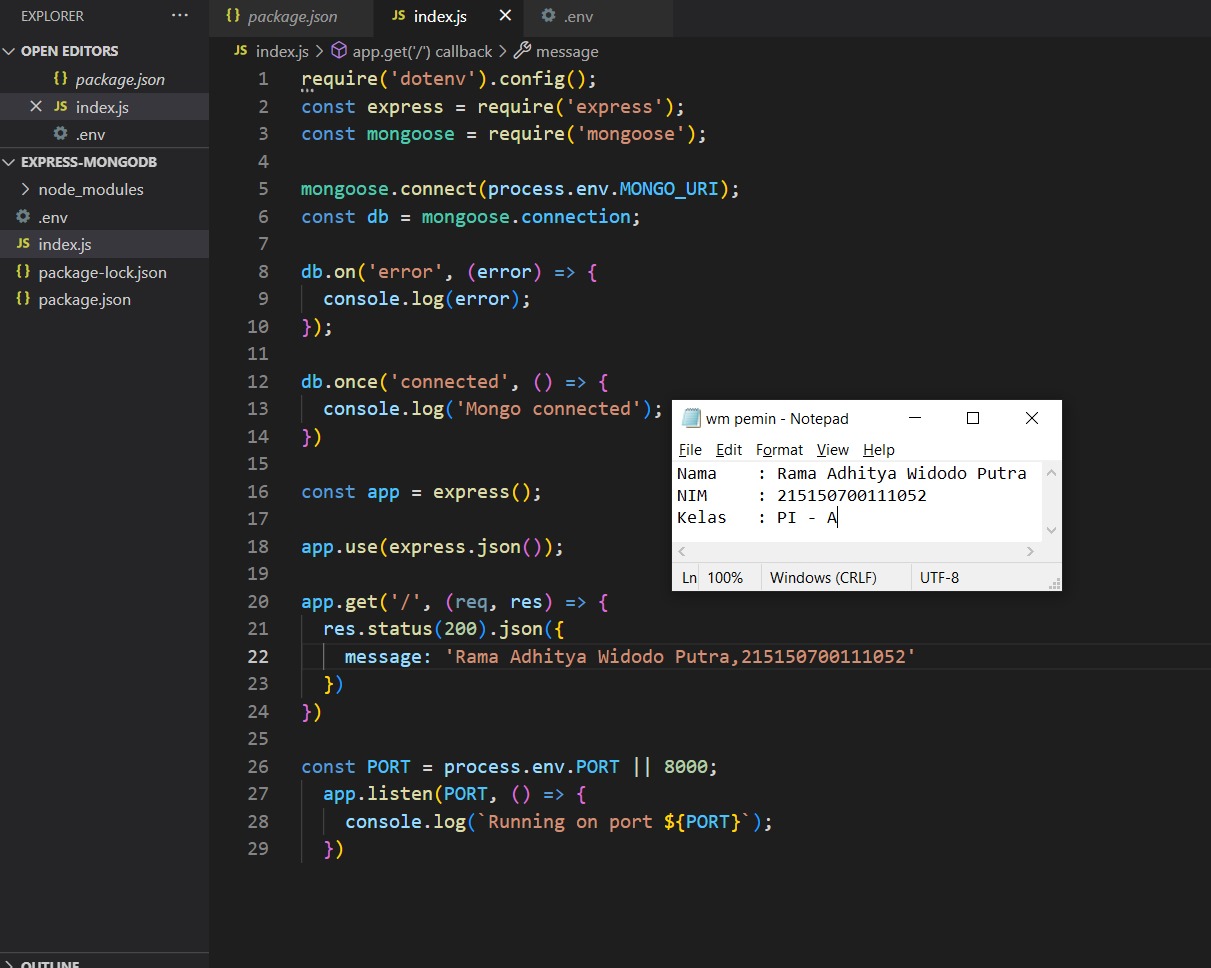 EXPLORER ...
OPEN EDITORS
{} package.json
× JS index.js
.env
EXPRESS-MONGODB
node_modules
.env
JS index.js
{} package-lock.json
{} package.json
OUTLINE
{} package.json JS index.js × .env
JS index.js > app.get('/') callback > message
1 require('dotenv').config();
2 const express = require('express');
3 const mongoose = require('mongoose');
4
5 mongoose.connect(process.env.MONGO_URI);
6 const db = mongoose.connection;
7
8 db.on('error', (error) => {
9 console.log(error);
10 });
11
12 db.once('connected', () => {
13 console.log('Mongo connected');
14 })
15
16 const app = express();
17
18 app.use(express.json());
19
20 app.get('/', (req, res) => {
21 res.status(200).json({
22 message: 'Rama Adhitya Widodo Putra,215150700111052'
23 })
24 })
25
26 const PORT = process.env.PORT || 8000;
27 app.listen(PORT, () => {
28 console.log(`Running on port ${PORT}`);
29 })
wm pemin - Notepad
File Edit Format View Help
Nama : Rama Adhitya Widodo Putra
NIM : 215150700111052
Kelas : PI - A
Ln 100% Windows (CRLF) UTF-8